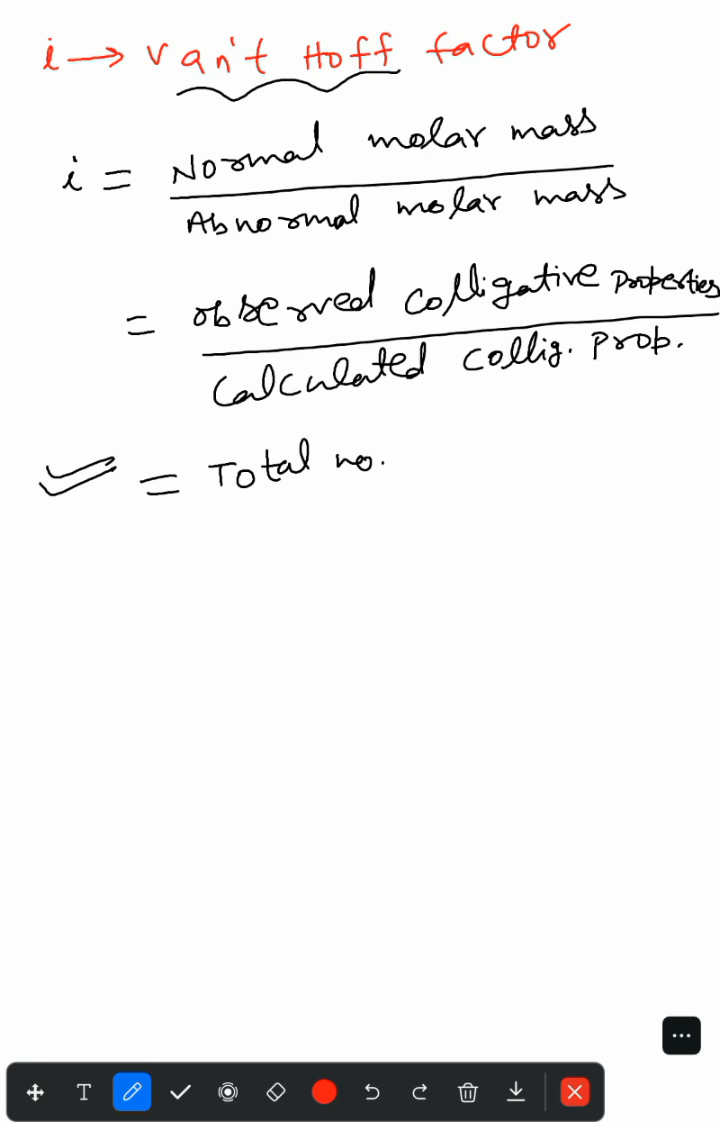 i → Van't Hoff factor
i = Normal molar mass
Abnormal molar mass
= observed colligative properties
Calculated collig. prop.
= Total no.
T